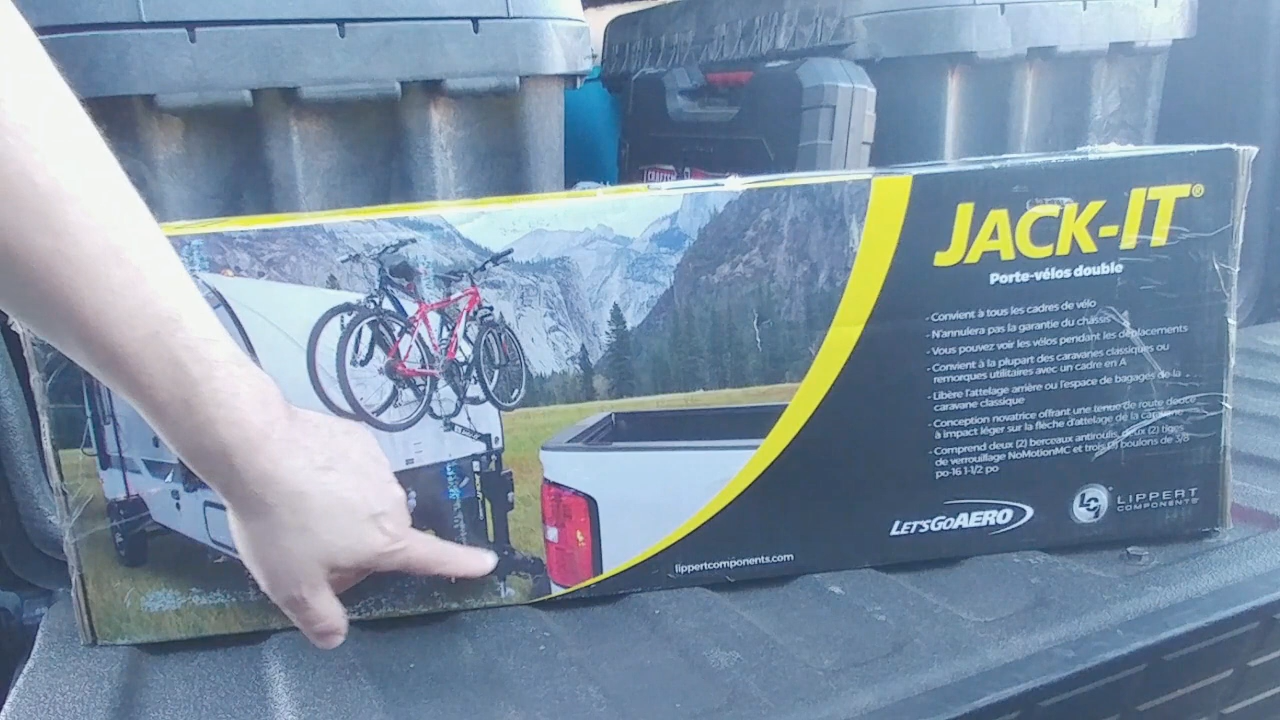 CRAFTSM
JACK-IT®
Porte-vélos double
- Convient à tous les cadres de vélo
- N'annulera pas la garantie du châssis
- Vous pouvez voir les vélos pendant les déplacements
- Convient à la plupart des caravanes classiques ou
remorques utilitaires avec un cadre en A
- Libère l'attelage arrière ou l'espace de bagages de la
caravane classique
- Conception novatrice offrant une tenue de route douce
à impact léger sur la flèche d'attelage de la caravane
- Comprend deux (2) berceaux antiroulis, deux (2) tiges
de verrouillage NoMotionMC et trois boulons de 3/8
po-16 1-1/2 po
LET'SGOAERO
LCI
LIPPERT
COMPONENTS
lippertcomponents.com